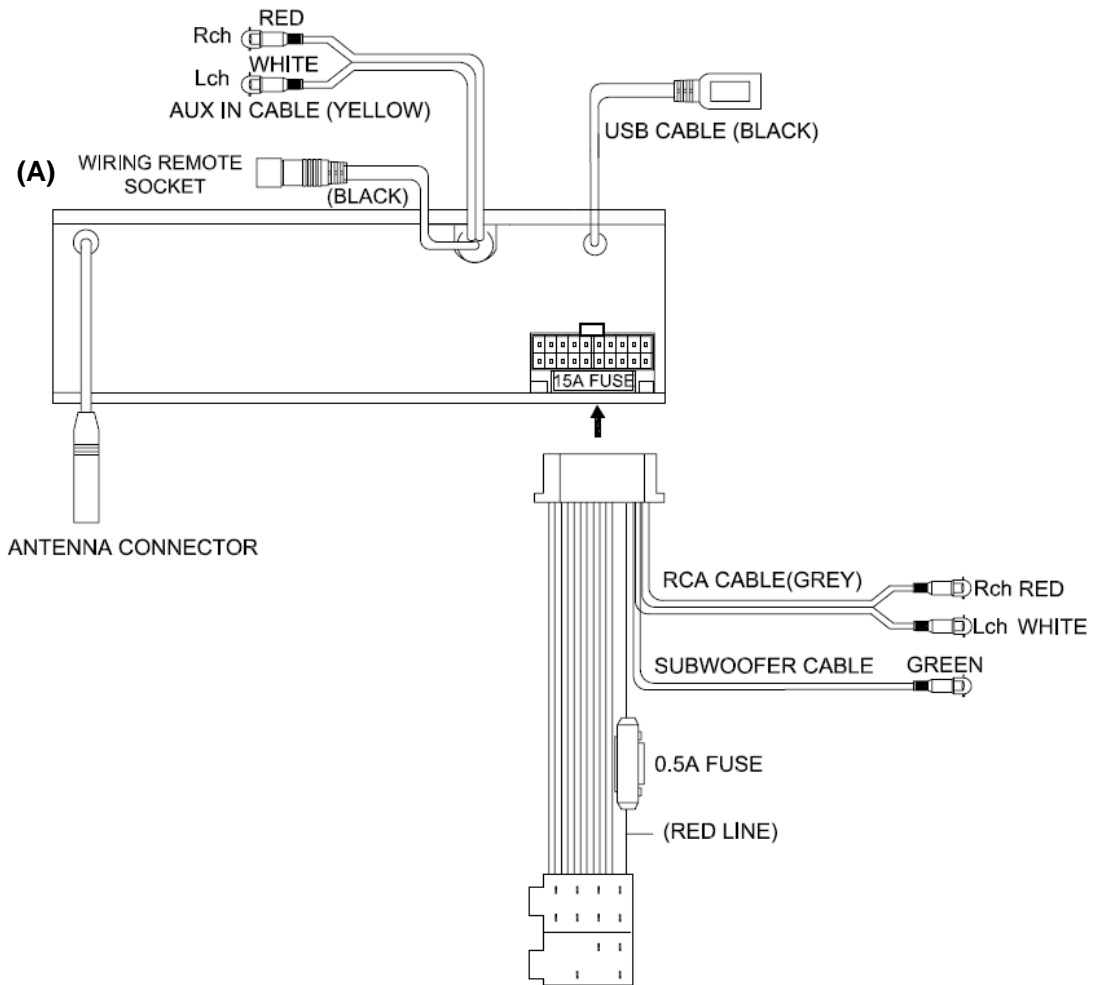 RED
Rch
WHITE
Lch
AUX IN CABLE (YELLOW)
USB CABLE (BLACK)
(A)
WIRING REMOTE
SOCKET
(BLACK)
15A FUSE
ANTENNA CONNECTOR
RCA CABLE(GREY)
Rch RED
Lch WHITE
SUBWOOFER CABLE
GREEN
0.5A FUSE
(RED LINE)